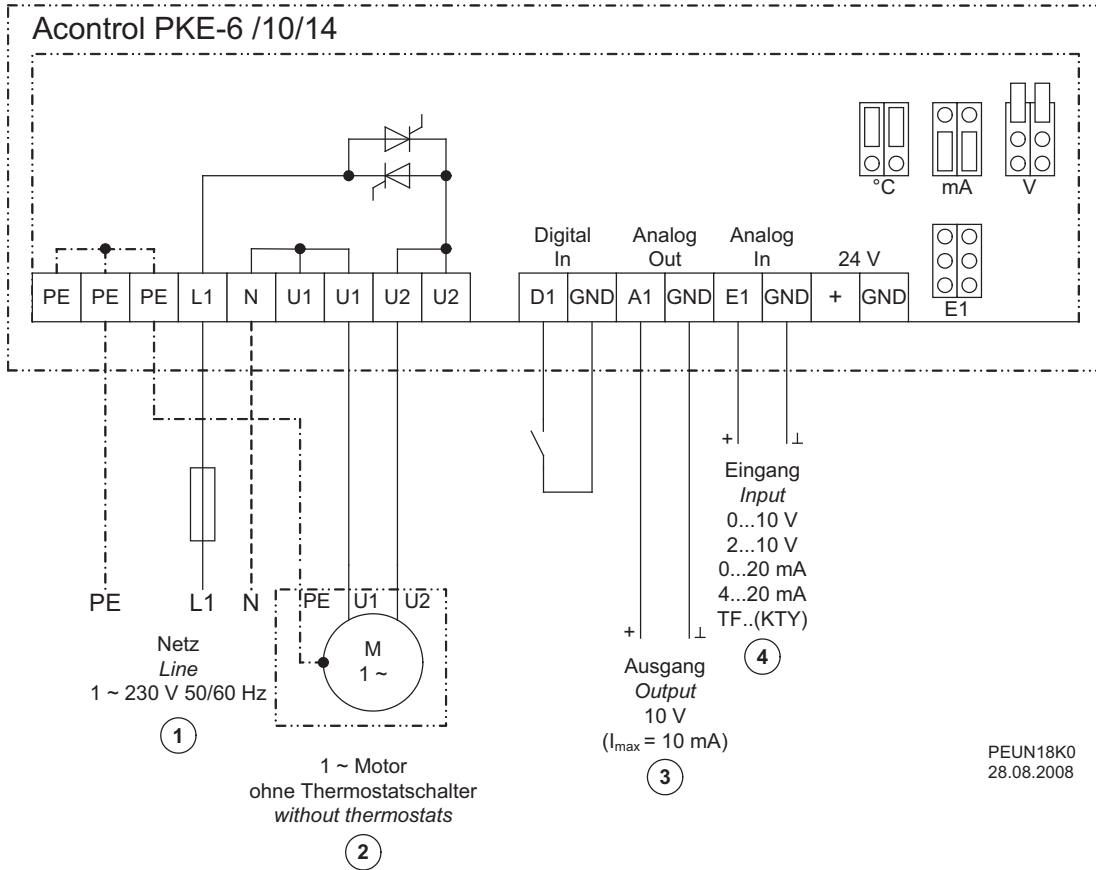 Acontrol PKE-6 /10/14
°C mA V
Digital In
Analog Out
Analog In
24 V
PE PE PE L1 N U1 U1 U2 U2
D1 GND A1 GND E1 GND + GND
E1
+ ⊥
Eingang
Input
0...10 V
2...10 V
0...20 mA
4...20 mA
TF..(KTY)
4
PE L1 N
Netz
Line
1 ~ 230 V 50/60 Hz
1
PE U1 U2
M
1 ~
1 ~ Motor
ohne Thermostatschalter
without thermostats
2
+ ⊥
Ausgang
Output
10 V
(Imax = 10 mA)
3
PEUN18K0
28.08.2008